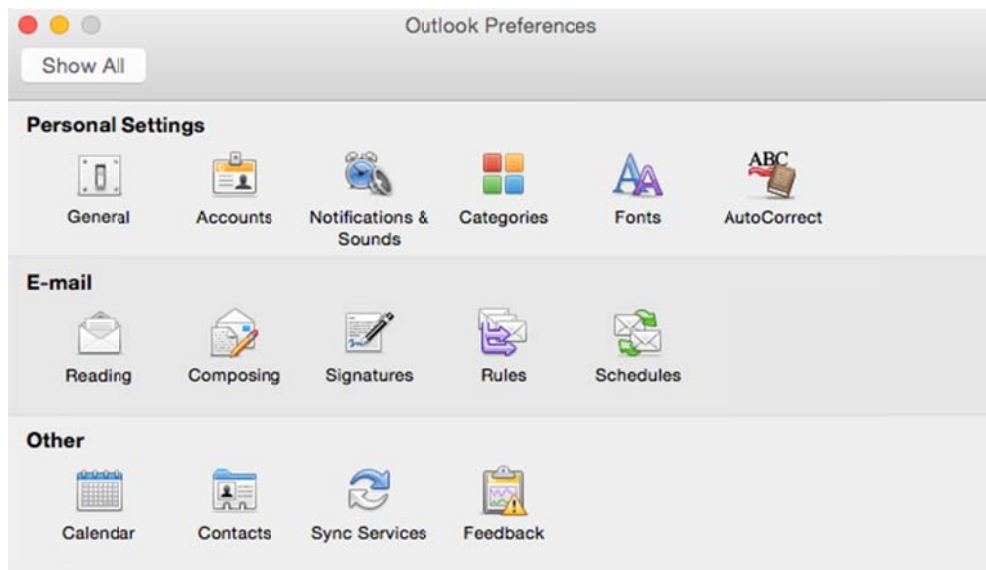 Outlook Preferences
Show All
Personal Settings
General
Accounts
Notifications &
Sounds
Categories
Fonts
ABC
AutoCorrect
E-mail
Reading
Composing
Signatures
Rules
Schedules
Other
Calendar
Contacts
Sync Services
Feedback